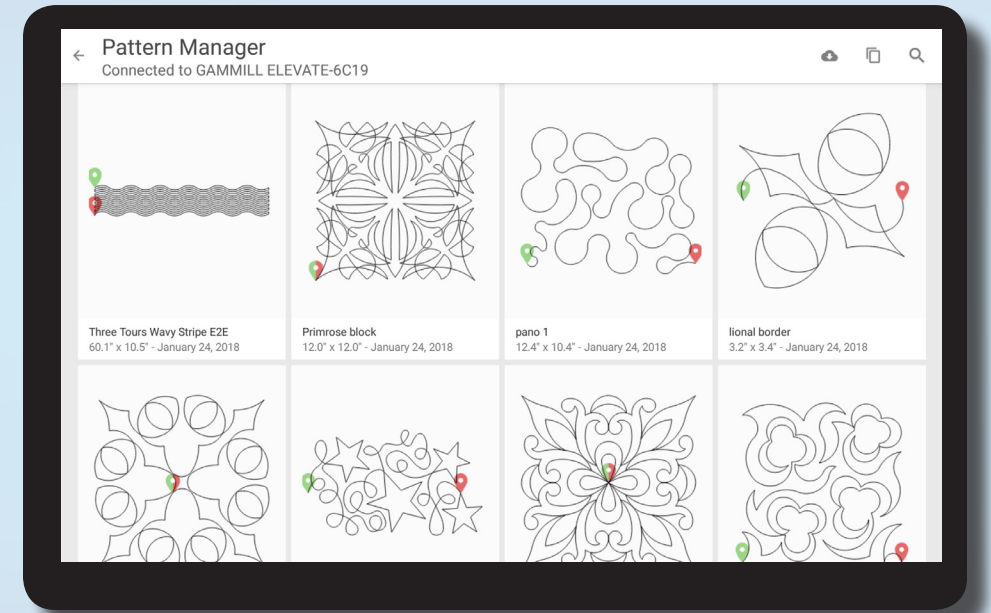 Pattern Manager
Connected to GAMMILL ELEVATE-6C19
Three Tours Wavy Stripe E2E
60.1" x 10.5" - January 24, 2018
Primrose block
12.0" x 12.0" - January 24, 2018
pano 1
12.4" x 10.4" - January 24, 2018
lional border
3.2" x 3.4" - January 24, 2018